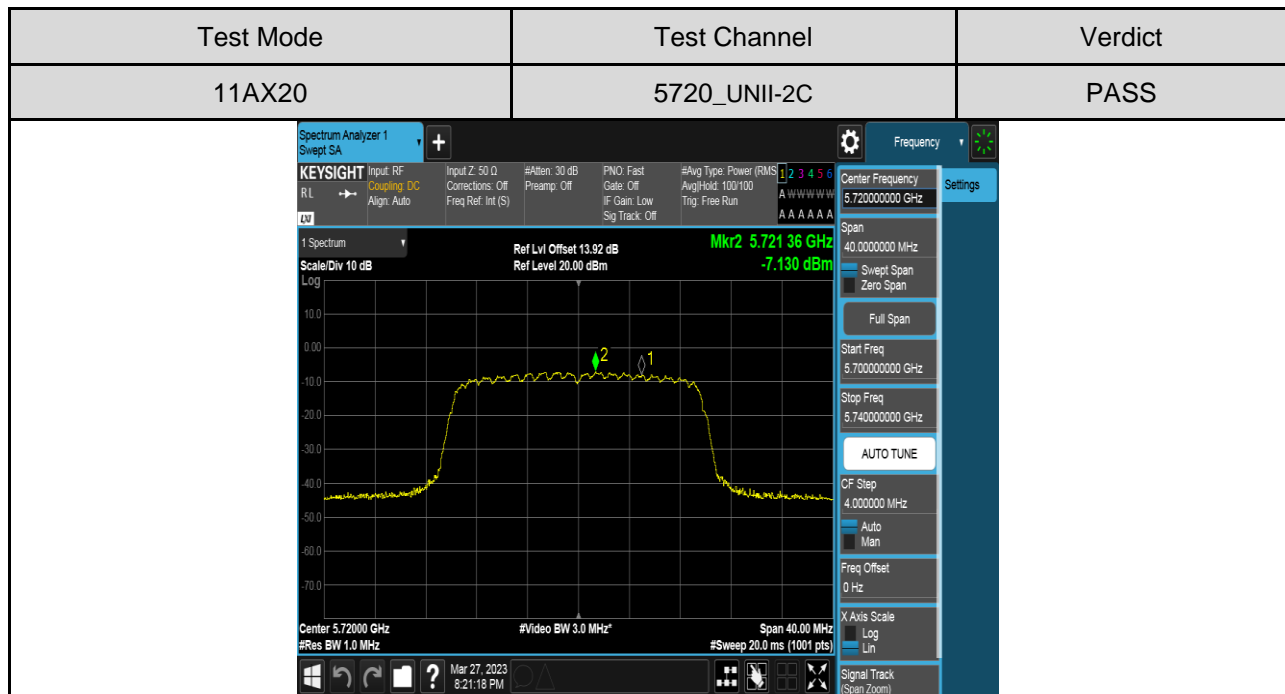 Test Mode Test Channel Verdict
11AX20 5720_UNII-2C PASS
Spectrum Analyzer 1
Swept SA
+
Frequency
KEYSIGHT Input: RF Input Z: 50 Ω #Atten: 30 dB PNO: Fast #Avg Type: Power (RMS 1 2 3 4 5 6
RL Coupling: DC Corrections: Off Preamp: Off Gate: Off Avg|Hold: 100/100 A W W W W W
Align: Auto Freq Ref: Int (S) IF Gain: Low Trig: Free Run
LXI Sig Track: Off A A A A A A
1 Spectrum Ref Lvl Offset 13.92 dB Mkr2 5.721 36 GHz
Scale/Div 10 dB Ref Level 20.00 dBm -7.130 dBm
Log
10.0
0.00
-10.0
-20.0
-30.0
-40.0
-50.0
-60.0
-70.0
2 1
Center 5.72000 GHz #Video BW 3.0 MHz* Span 40.00 MHz
#Res BW 1.0 MHz #Sweep 20.0 ms (1001 pts)
? Mar 27, 2023
6:21:18 PM
Center Frequency
5.720000000 GHz
Settings
Span
40.0000000 MHz
Swept Span
Zero Span
Full Span
Start Freq
5.700000000 GHz
Stop Freq
5.740000000 GHz
AUTO TUNE
CF Step
4.000000 MHz
Auto
Man
Freq Offset
0 Hz
X Axis Scale
Log
Lin
Signal Track
(Span Zoom)